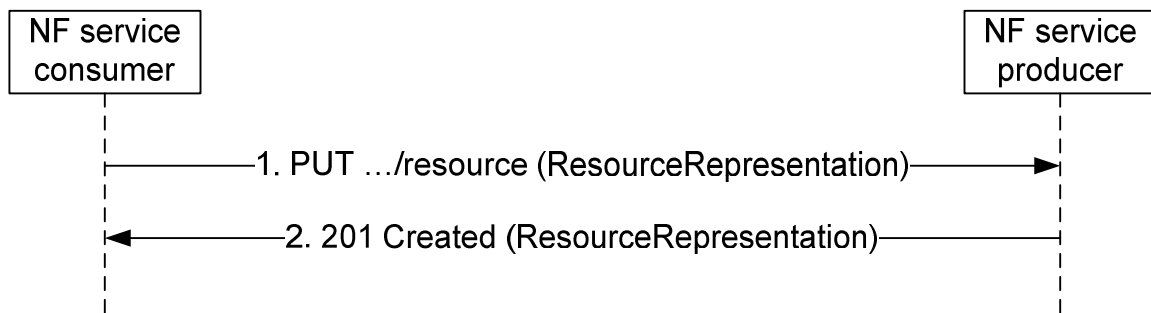 NF service
consumer
NF service
producer
1. PUT …/resource (ResourceRepresentation)
2. 201 Created (ResourceRepresentation)